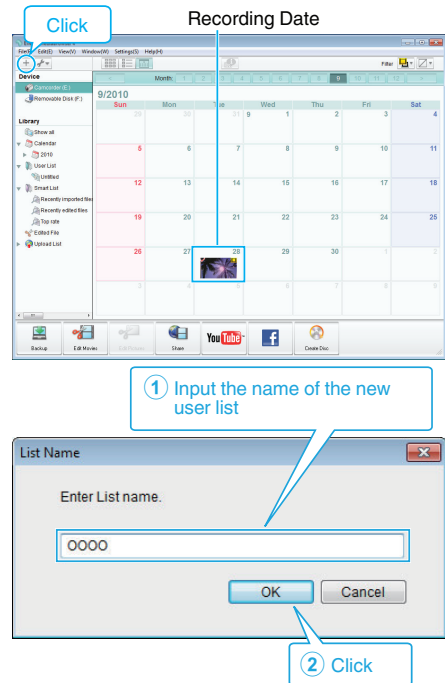 Click
Recording Date
File(F) Edit(E) View(V) Window(W) Settings(S) Help(H)
Filter
Device
Month 9
Camcorder (E:)
Removable Disk (F:)
9/2010
Sun Mon Tue Wed Thu Fri Sat
29 30 31 9 1 2 3 4
Library
Show all
Calendar
2010
User List
Untitled
Smart List
Recently imported files
Recently edited files
Top rate
Edited File
Upload List
5 6 7 8 9 10 11
12 13 14 15 16 17 18
19 20 21 22 23 24 25
26 27 28 29 30 1 2
3 4 5 6 7 8 9
Backup Edit Movies Share You Tube f Create Disc
1 Input the name of the new
user list
List Name
Enter List name.
OOOO
OK Cancel
2 Click